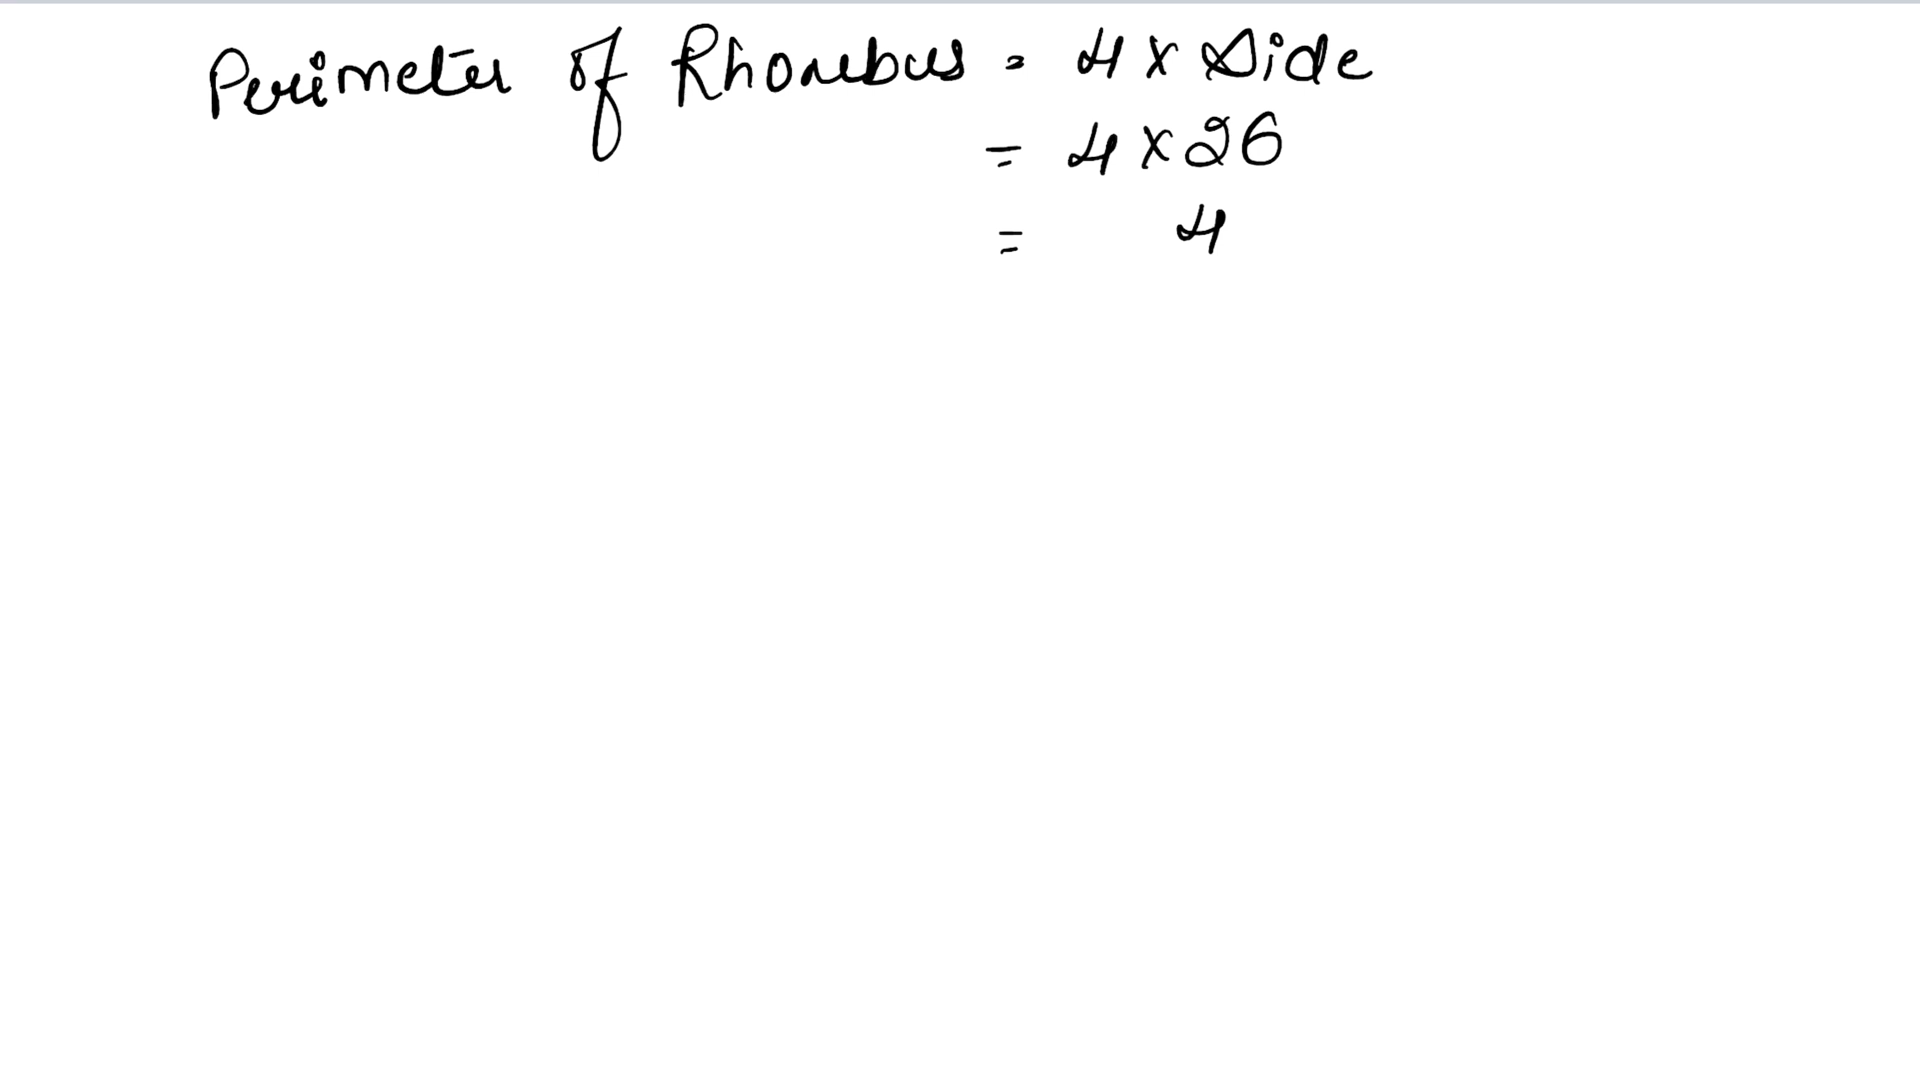 Perimeter of Rhombus = 4 x Side
= 4 x 26
= 4